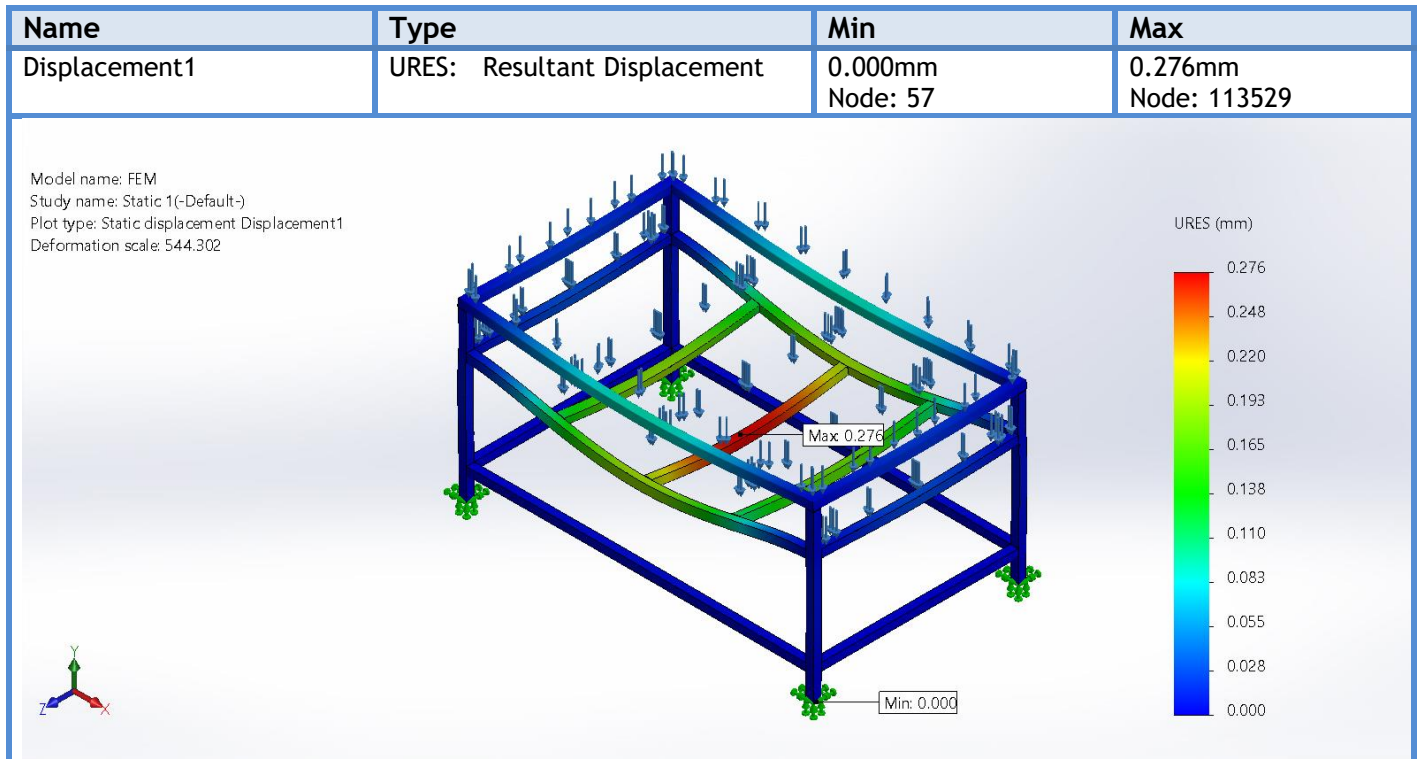 Name Type Min Max
Displacement1 URES: Resultant Displacement 0.000mm 0.276mm
Node: 57 Node: 113529
Model name: FEM
Study name: Static 1(-Default-)
Plot type: Static displacement Displacement1
Deformation scale: 544.302
URES (mm)
0.276
0.248
0.220
0.193
0.165
0.138
0.110
0.083
0.055
0.028
0.000
Max: 0.276
Min: 0.000
Y
Z X